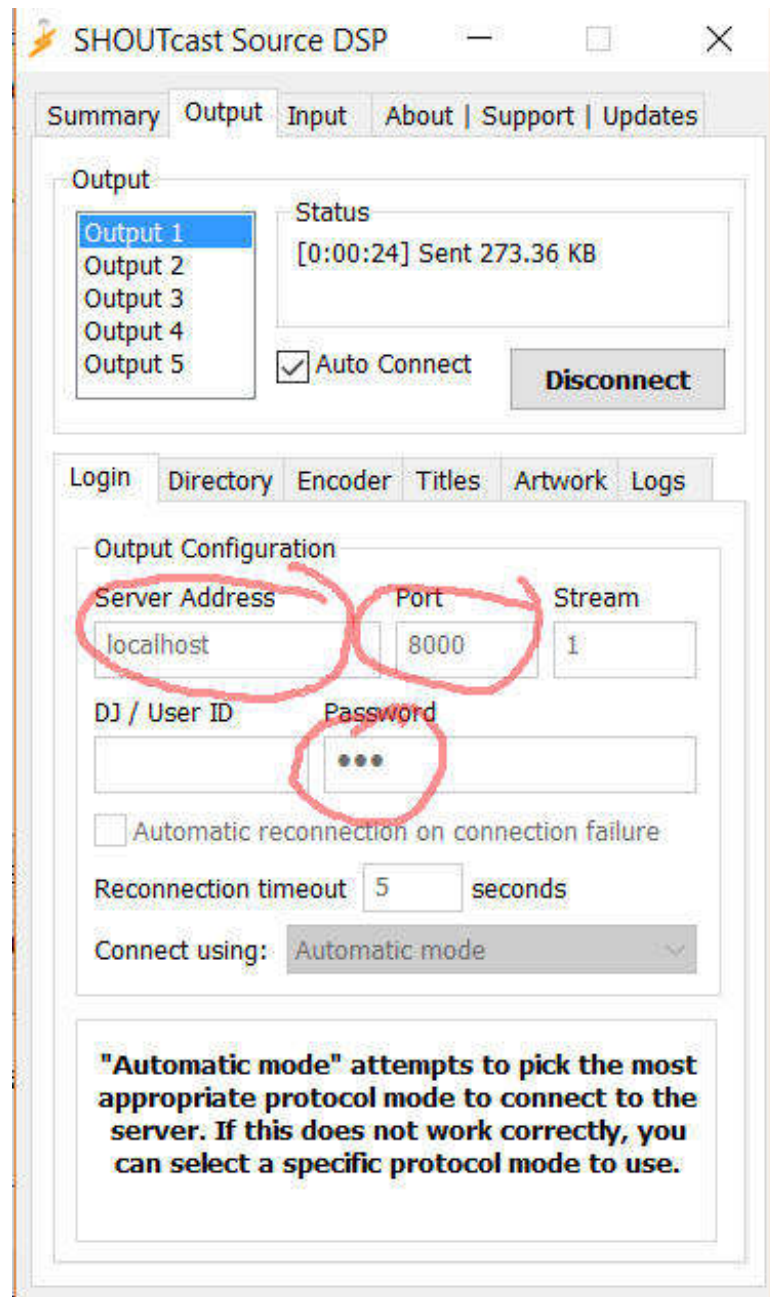 SHOUTcast Source DSP
Summary Output Input About | Support | Updates
Output
Output 1
Output 2
Output 3
Output 4
Output 5
Status
[0:00:24] Sent 273.36 KB
Auto Connect
Disconnect
Login Directory Encoder Titles Artwork Logs
Output Configuration
Server Address Port Stream
localhost 8000 1
DJ / User ID Password
●●●
Automatic reconnection on connection failure
Reconnection timeout 5 seconds
Connect using: Automatic mode
"Automatic mode" attempts to pick the most
appropriate protocol mode to connect to the
server. If this does not work correctly, you
can select a specific protocol mode to use.